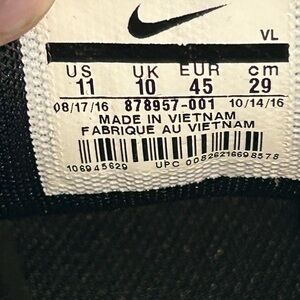 VL
US UK EUR cm
11 10 45 29
08/17/16 878957-001 10/14/16
MADE IN VIETNAM
FABRIQUE AU VIETNAM
106945629 UPC 00826216698578